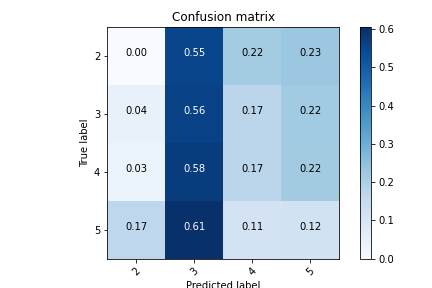 Confusion matrix
2 0.00 0.55 0.22 0.23
3 0.04 0.56 0.17 0.22
4 0.03 0.58 0.17 0.22
5 0.17 0.61 0.11 0.12
2 3 4 5
True label
Predicted label
0.6
0.5
0.4
0.3
0.2
0.1
0.0